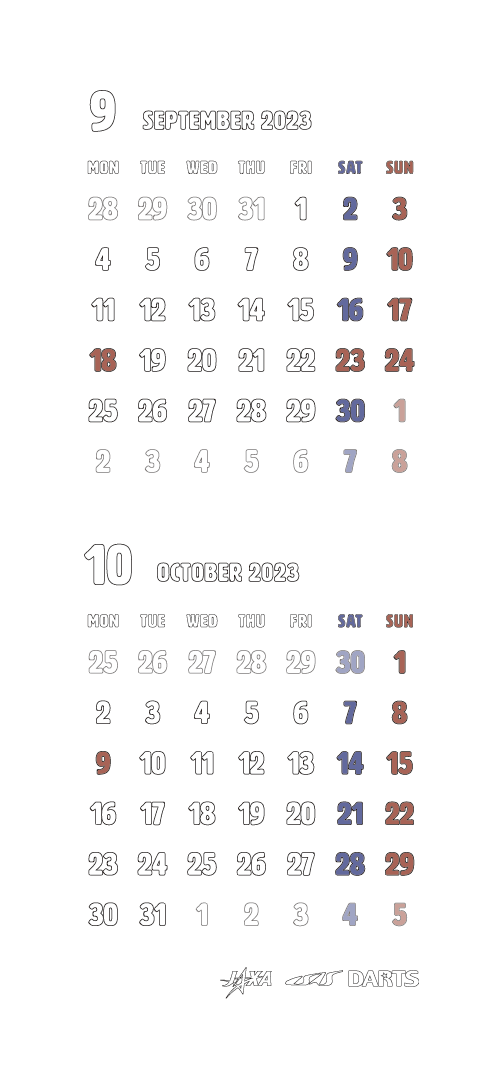 9 SEPTEMBER 2023
MON TUE WED THU FRI SAT SUN
28 29 30 31 1 2 3
4 5 6 7 8 9 10
11 12 13 14 15 16 17
18 19 20 21 22 23 24
25 26 27 28 29 30 1
2 3 4 5 6 7 8
10 OCTOBER 2023
MON TUE WED THU FRI SAT SUN
25 26 27 28 29 30 1
2 3 4 5 6 7 8
9 10 11 12 13 14 15
16 17 18 19 20 21 22
23 24 25 26 27 28 29
30 31 1 2 3 4 5
JAXA ISAS DARTS